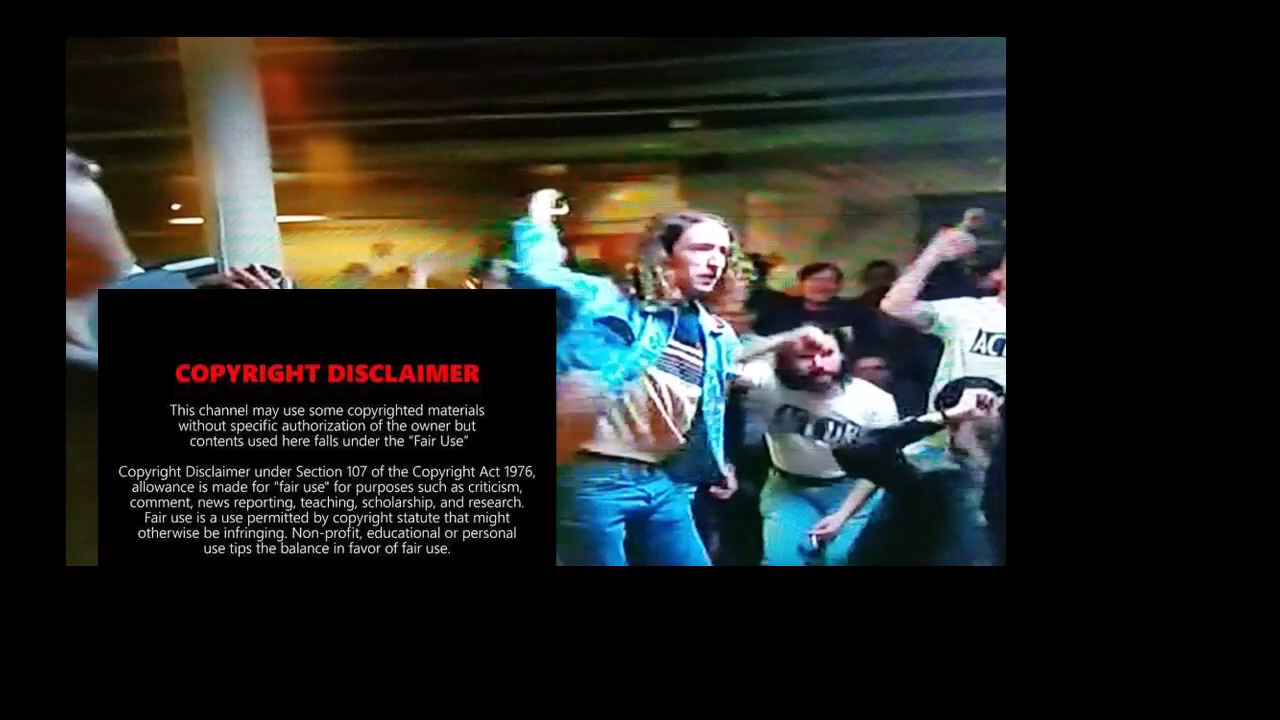 COPYRIGHT DISCLAIMER
This channel may use some copyrighted materials
without specific authorization of the owner but
contents used here falls under the “Fair Use”
Copyright Disclaimer under Section 107 of the Copyright Act 1976,
allowance is made for "fair use" for purposes such as criticism,
comment, news reporting, teaching, scholarship, and research.
Fair use is a use permitted by copyright statute that might
otherwise be infringing. Non-profit, educational or personal
use tips the balance in favor of fair use.